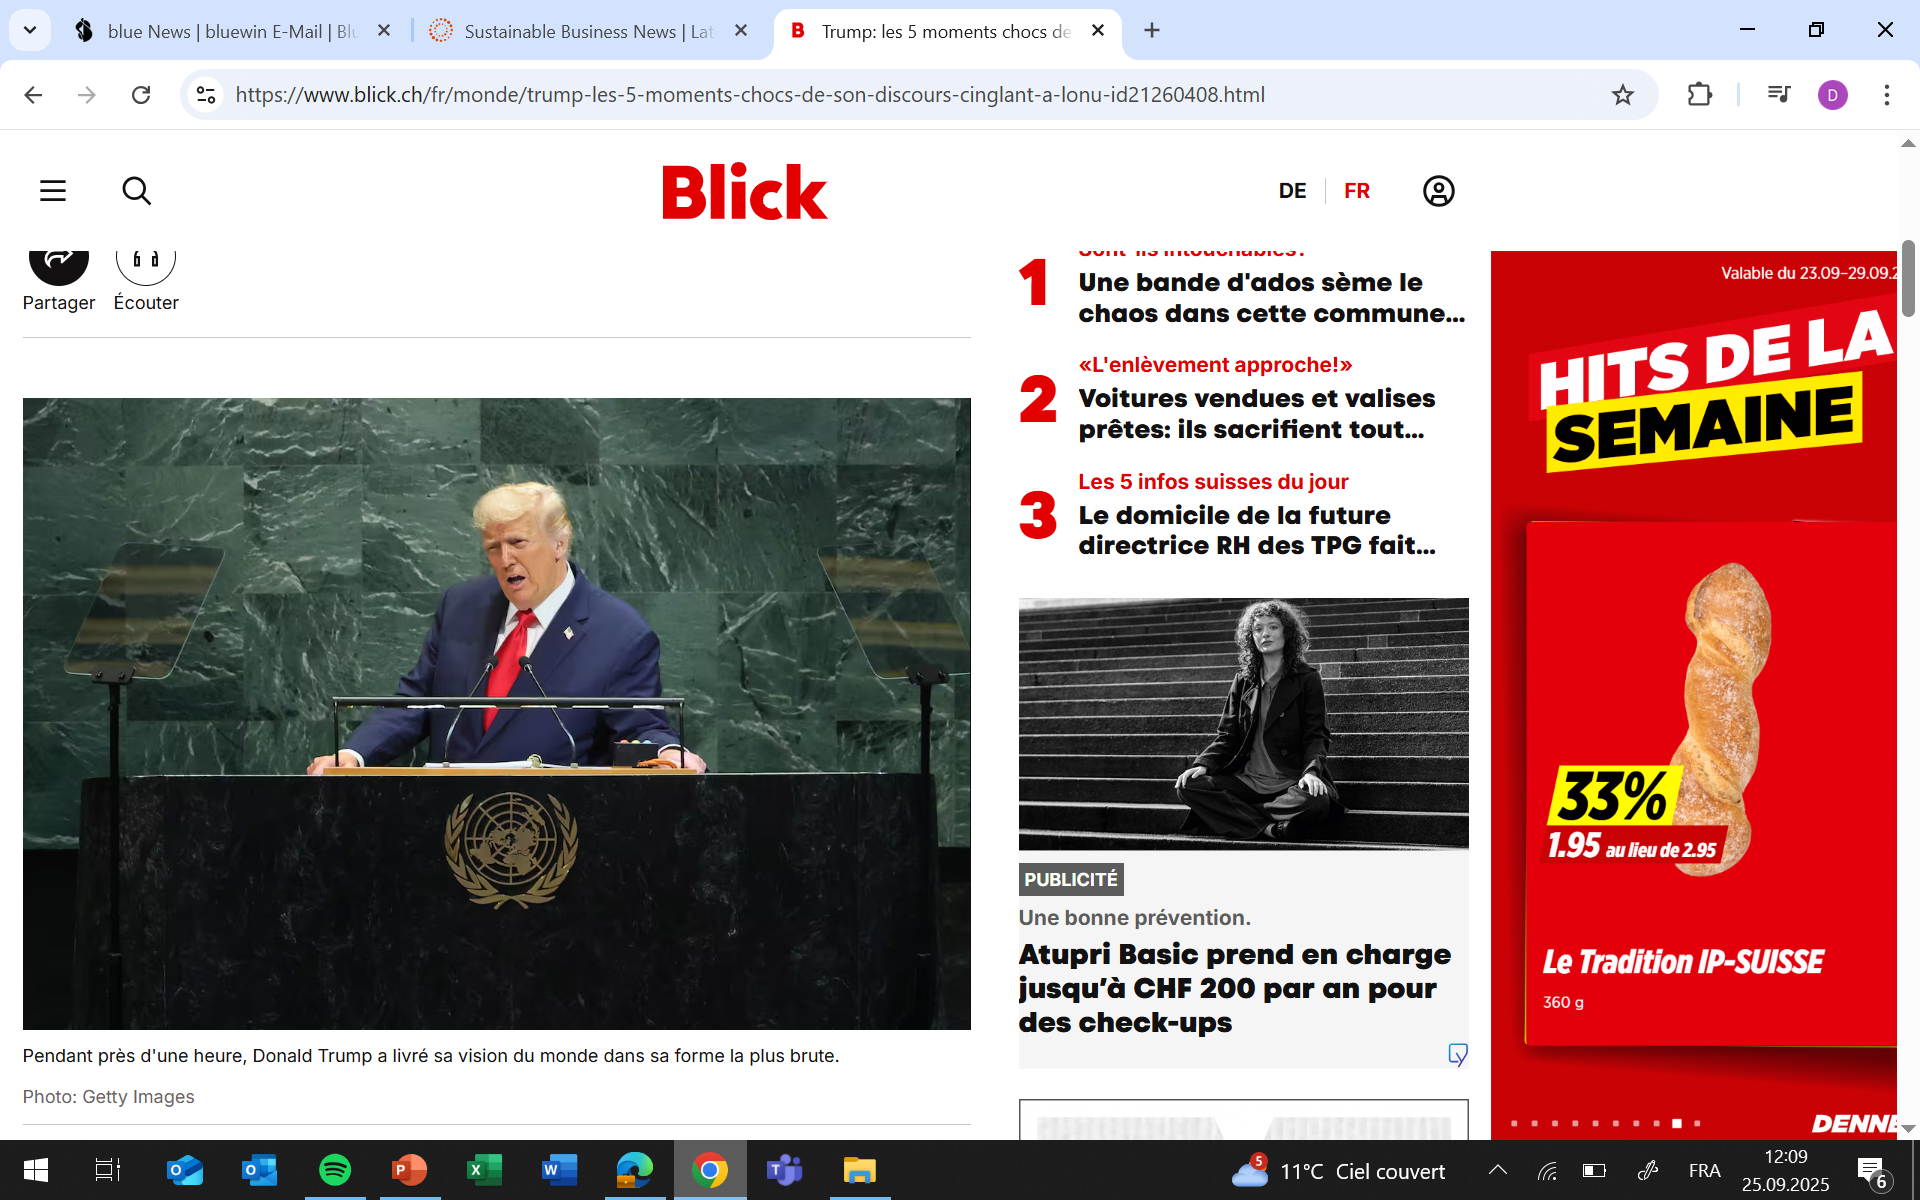 blue News | bluewin E-Mail | Bl
Sustainable Business News | Lat
B
Trump: les 5 moments chocs de
https://www.blick.ch/fr/monde/trump-les-5-moments-chocs-de-son-discours-cinglant-a-lonu-id21260408.html
D
Blick
DE
FR
Partager
Écouter
1
Sont-ils intouchables?
Une bande d'ados sème le
chaos dans cette commune...
2
«L'enlèvement approche!»
Voitures vendues et valises
prêtes: ils sacrifient tout...
3
Les 5 infos suisses du jour
Le domicile de la future
directrice RH des TPG fait...
PUBLICITÉ
Une bonne prévention.
Atupri Basic prend en charge
jusqu'à CHF 200 par an pour
des check-ups
Pendant près d'une heure, Donald Trump a livré sa vision du monde dans sa forme la plus brute.
Photo: Getty Images
Valable du 23.09–29.09.2
HITS DE LA
SEMAINE
33%
1.95 au lieu de 2.95
Le Tradition IP-SUISSE
360 g
DENNE
5
11°C Ciel couvert
FRA
12:09
25.09.2025
6